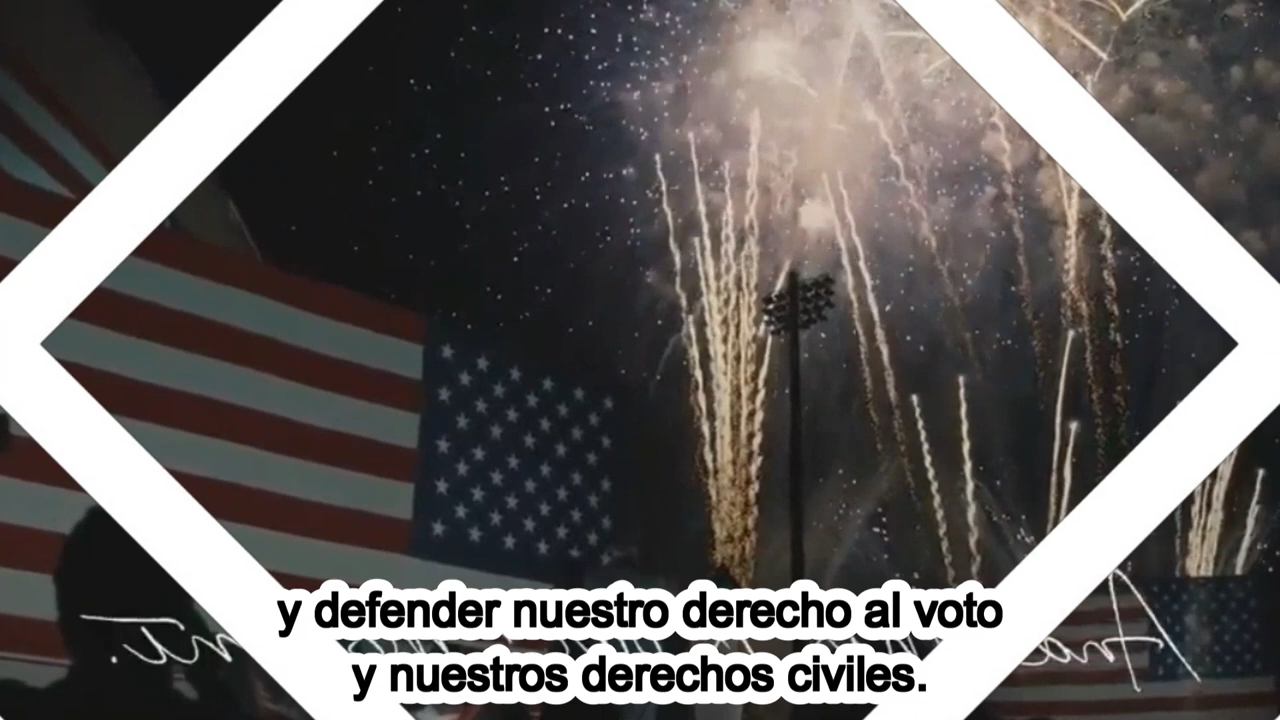 y defender nuestro derecho al voto
y nuestros derechos civiles.